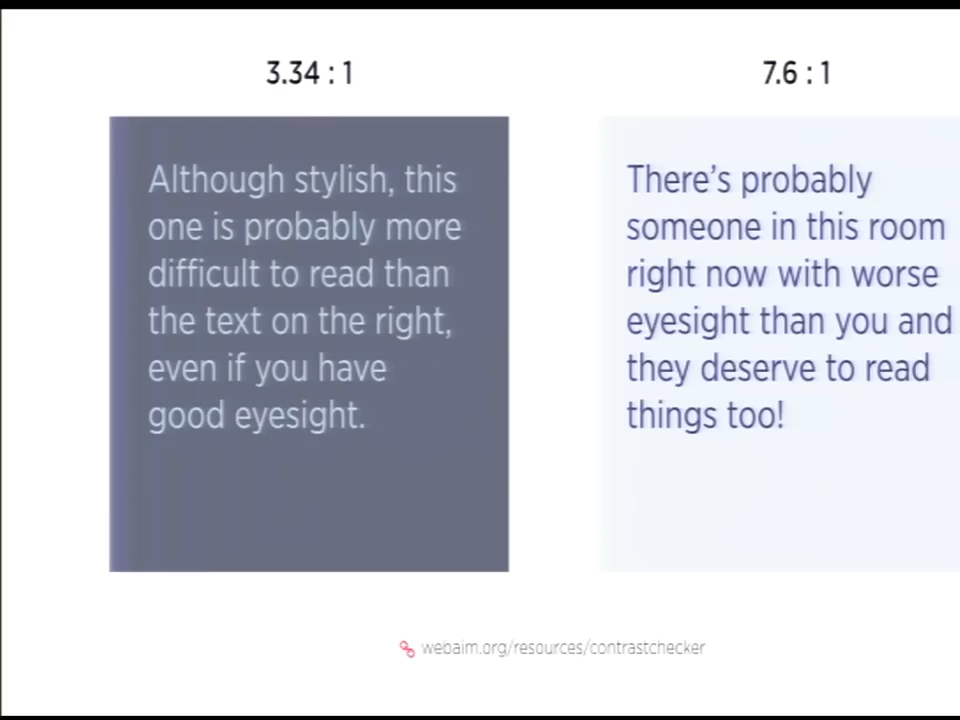 3.34 : 1
Although stylish, this
one is probably more
difficult to read than
the text on the right,
even if you have
good eyesight.
7.6 : 1
There's probably
someone in this room
right now with worse
eyesight than you and
they deserve to read
things too!
webaim.org/resources/contrastchecker